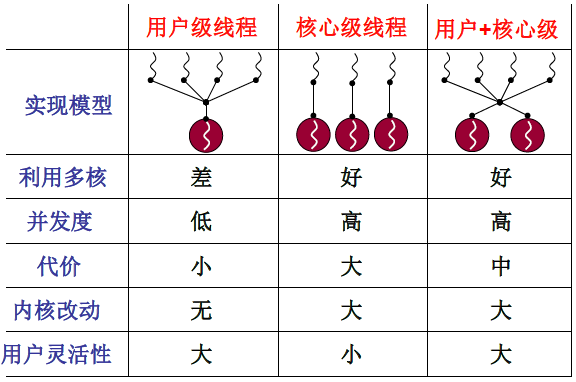 用户级线程 核心级线程 用户+核心级
实现模型
利用多核 差 好 好
并发度 低 高 高
代价 小 大 中
内核改动 无 大 大
用户灵活性 大 小 大